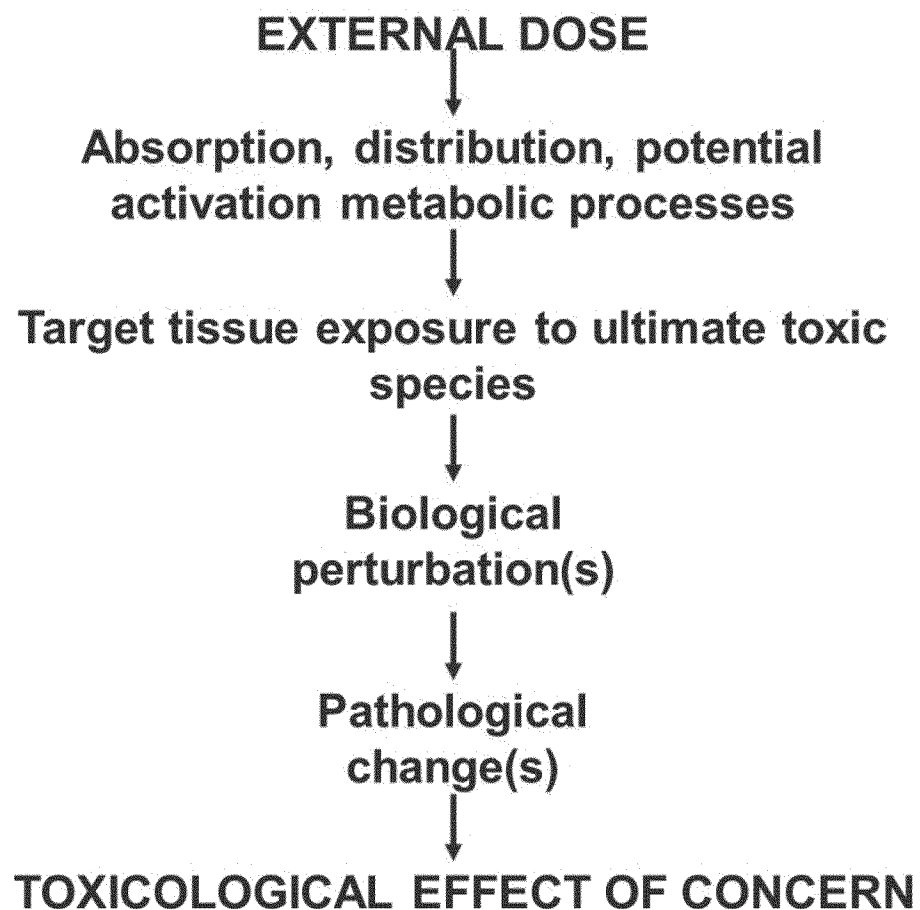 EXTERNAL DOSE
Absorption, distribution, potential
activation metabolic processes
Target tissue exposure to ultimate toxic
species
Biological
perturbation(s)
Pathological
change(s)
TOXICOLOGICAL EFFECT OF CONCERN